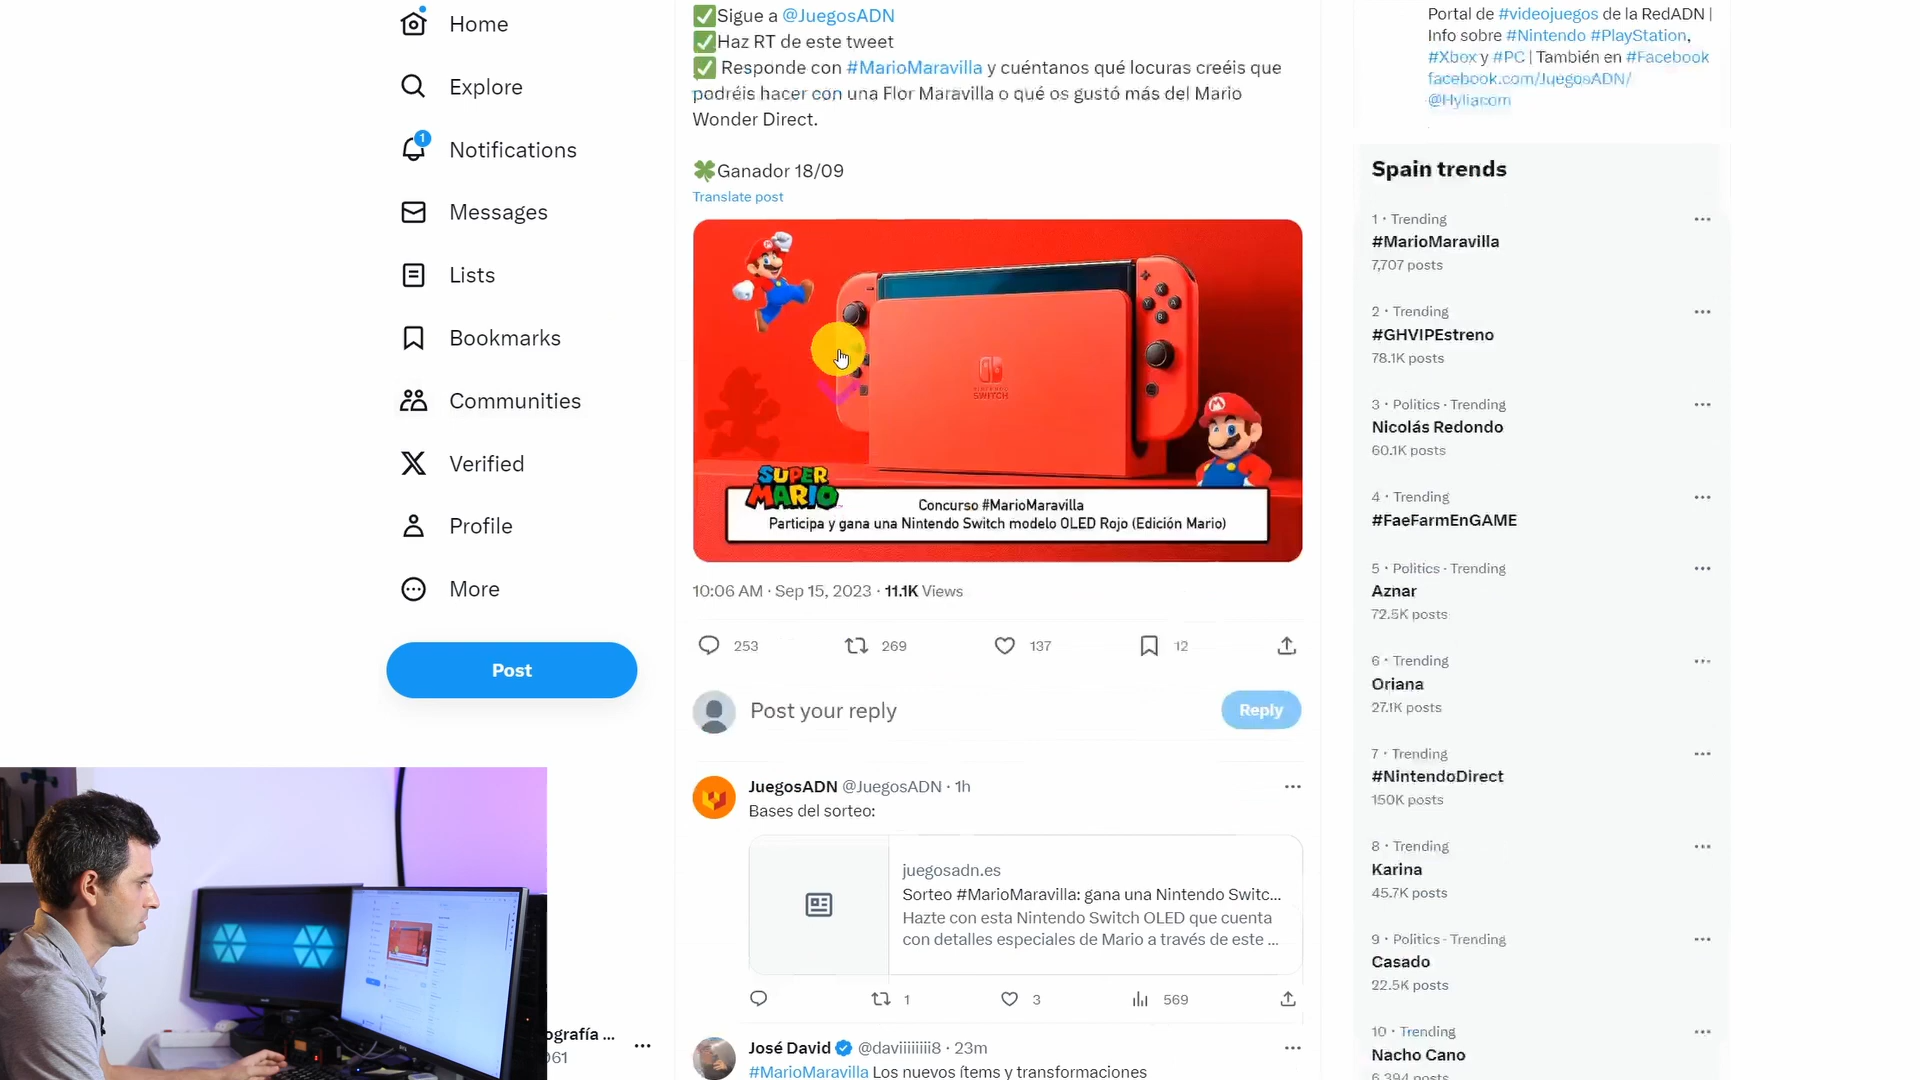 Home
Explore
1
Notifications
Messages
Lists
Bookmarks
Communities
Verified
Profile
More
Post
ografía ...
061
✅Sigue a @JuegosADN
✅Haz RT de este tweet
✅ Responde con #MarioMaravilla y cuéntanos qué locuras creéis que
podréis hacer con una Flor Maravilla o qué os gustó más del Mario
Wonder Direct.
🍀Ganador 18/09
Translate post
NINTENDO
SWITCH
SUPER
MARIO
Concurso #MarioMaravilla
Participa y gana una Nintendo Switch modelo OLED Rojo (Edición Mario)
10:06 AM · Sep 15, 2023 · 11.1K Views
253 269 137 12
Post your reply
Reply
JuegosADN @JuegosADN · 1h
Bases del sorteo:
juegosadn.es
Sorteo #MarioMaravilla: gana una Nintendo Switc...
Hazte con esta Nintendo Switch OLED que cuenta
con detalles especiales de Mario a través de este ...
1 3 569
José David @daviiiiiiii8 · 23m
#MarioMaravilla Los nuevos ítems y transformaciones
Portal de #videojuegos de la RedADN |
Info sobre #Nintendo #PlayStation,
#Xbox y #PC | También en #Facebook
facebook.com/JuegosADN/
@Hyliacom
Spain trends
1 · Trending
#MarioMaravilla
7,707 posts
2 · Trending
#GHVIPEstreno
78.1K posts
3 · Politics · Trending
Nicolás Redondo
60.1K posts
4 · Trending
#FaeFarmEnGAME
5 · Politics · Trending
Aznar
72.5K posts
6 · Trending
Oriana
27.1K posts
7 · Trending
#NintendoDirect
150K posts
8 · Trending
Karina
45.7K posts
9 · Politics · Trending
Casado
22.5K posts
10 · Trending
Nacho Cano
6,394 posts